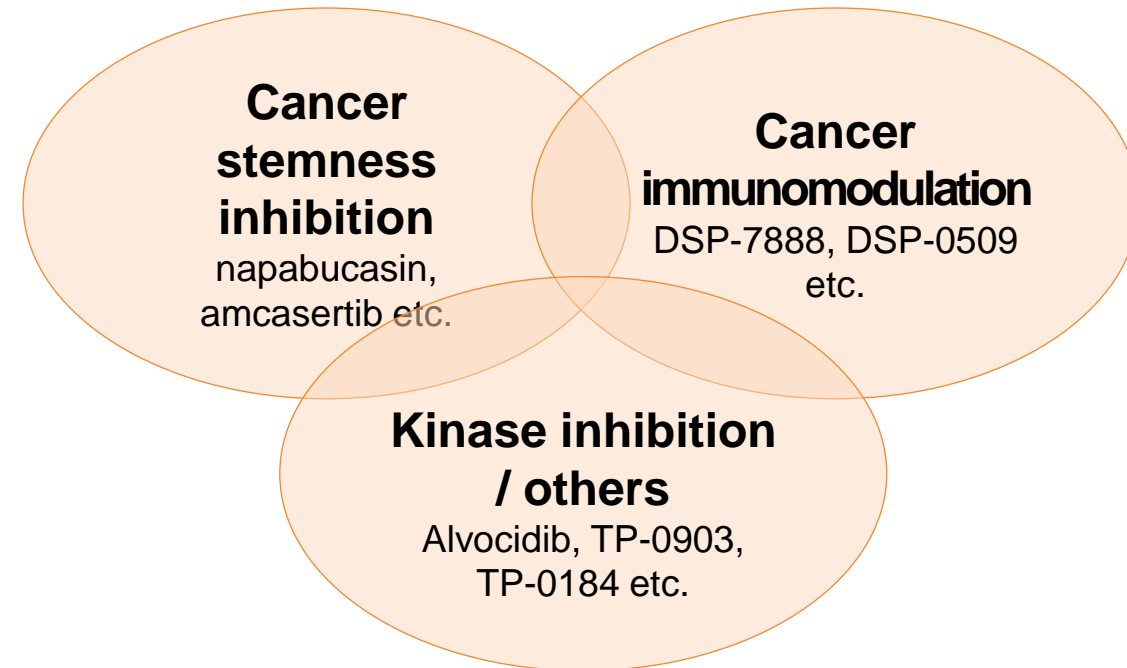 Cancer
stemness
inhibition
napabucasin,
amcasertib etc.
Cancer
immunomodulation
DSP-7888, DSP-0509
etc.
Kinase inhibition
/ others
Alvocidib, TP-0903,
TP-0184 etc.